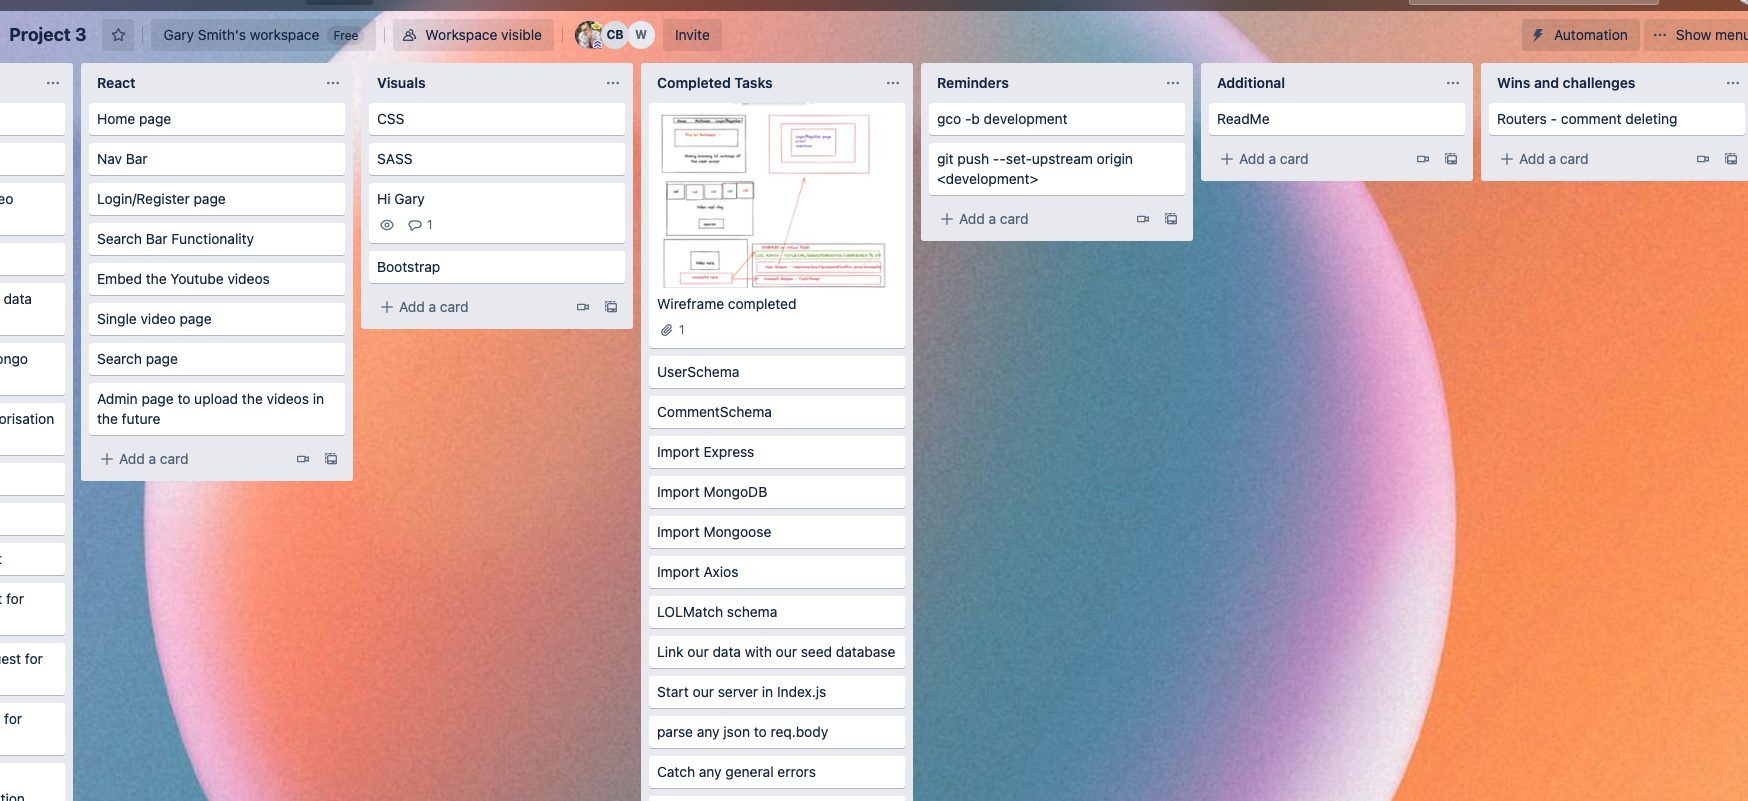 Project 3
Gary Smith's workspace Free
Workspace visible
CB
W
Invite
Automation
Show menu
eo
data
ongo
orisation
t for
est for
for
tion
React
Home page
Nav Bar
Login/Register page
Search Bar Functionality
Embed the Youtube videos
Single video page
Search page
Admin page to upload the videos in
the future
Add a card
Visuals
CSS
SASS
Hi Gary
1
Bootstrap
Add a card
Completed Tasks
Wireframe completed
1
UserSchema
CommentSchema
Import Express
Import MongoDB
Import Mongoose
Import Axios
LOLMatch schema
Link our data with our seed database
Start our server in Index.js
parse any json to req.body
Catch any general errors
Reminders
gco -b development
git push --set-upstream origin
<development>
Add a card
Additional
ReadMe
Add a card
Wins and challenges
Routers - comment deleting
Add a card